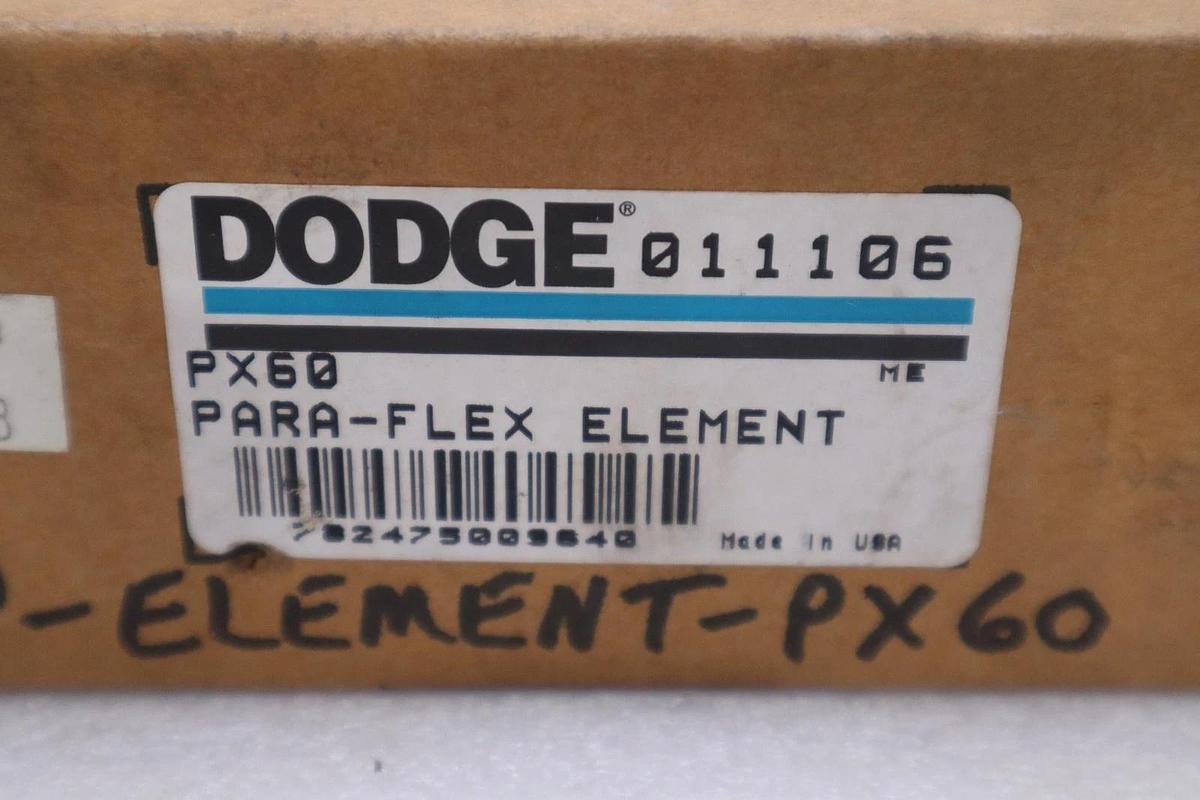 DODGE® 011106
PX60 ME
PARA-FLEX ELEMENT
782475009640
Made in USA
-ELEMENT-PX60